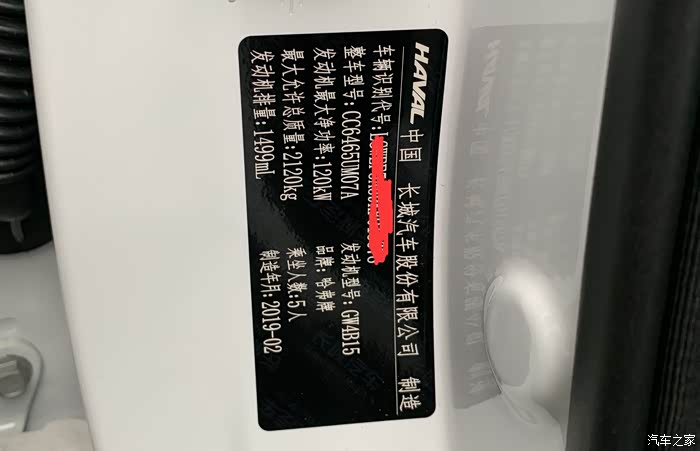 HAVAL 中国 长城汽车股份有限公司 制造
车辆识别代号:
整车型号:CC6465UM07A 发动机型号:GW4B15
发动机最大净功率:120kW 品牌:哈弗牌
最大允许总质量:2120kg 乘坐人数:5人
发动机排量:1499mL 制造年月:2019-02
汽车之家